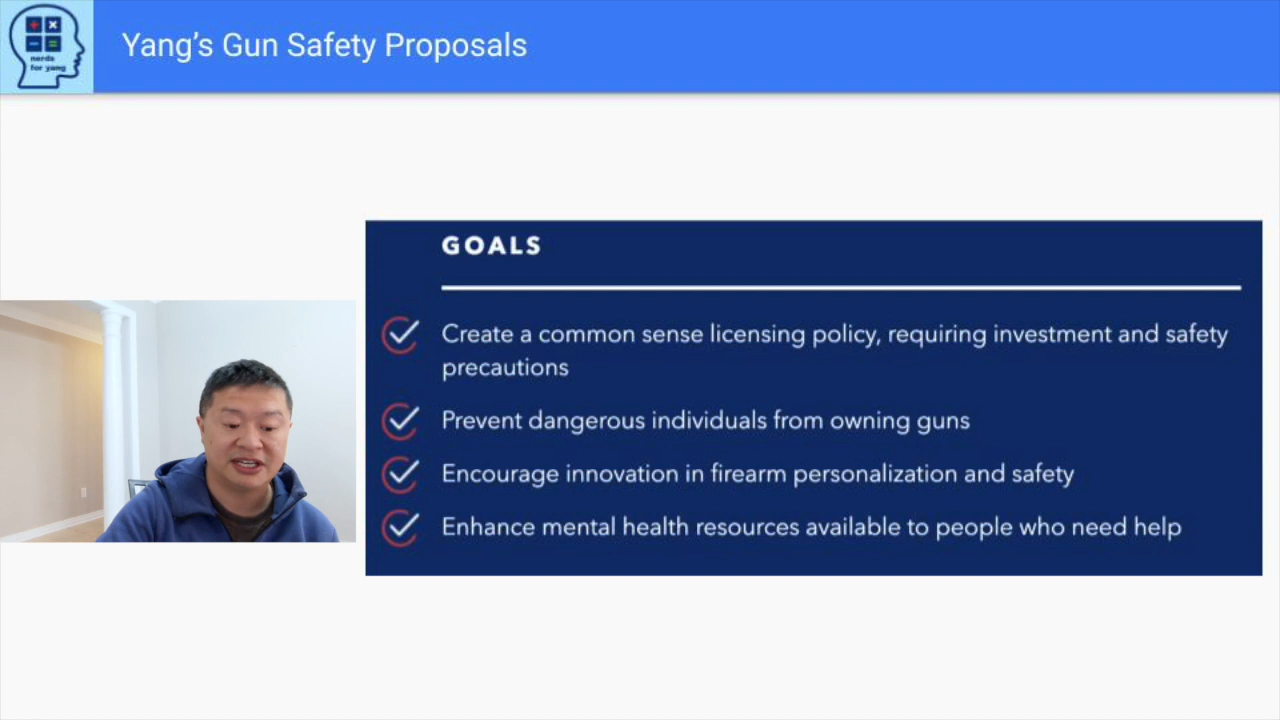 nerds
for yang
Yang's Gun Safety Proposals
GOALS
Create a common sense licensing policy, requiring investment and safety
precautions
Prevent dangerous individuals from owning guns
Encourage innovation in firearm personalization and safety
Enhance mental health resources available to people who need help